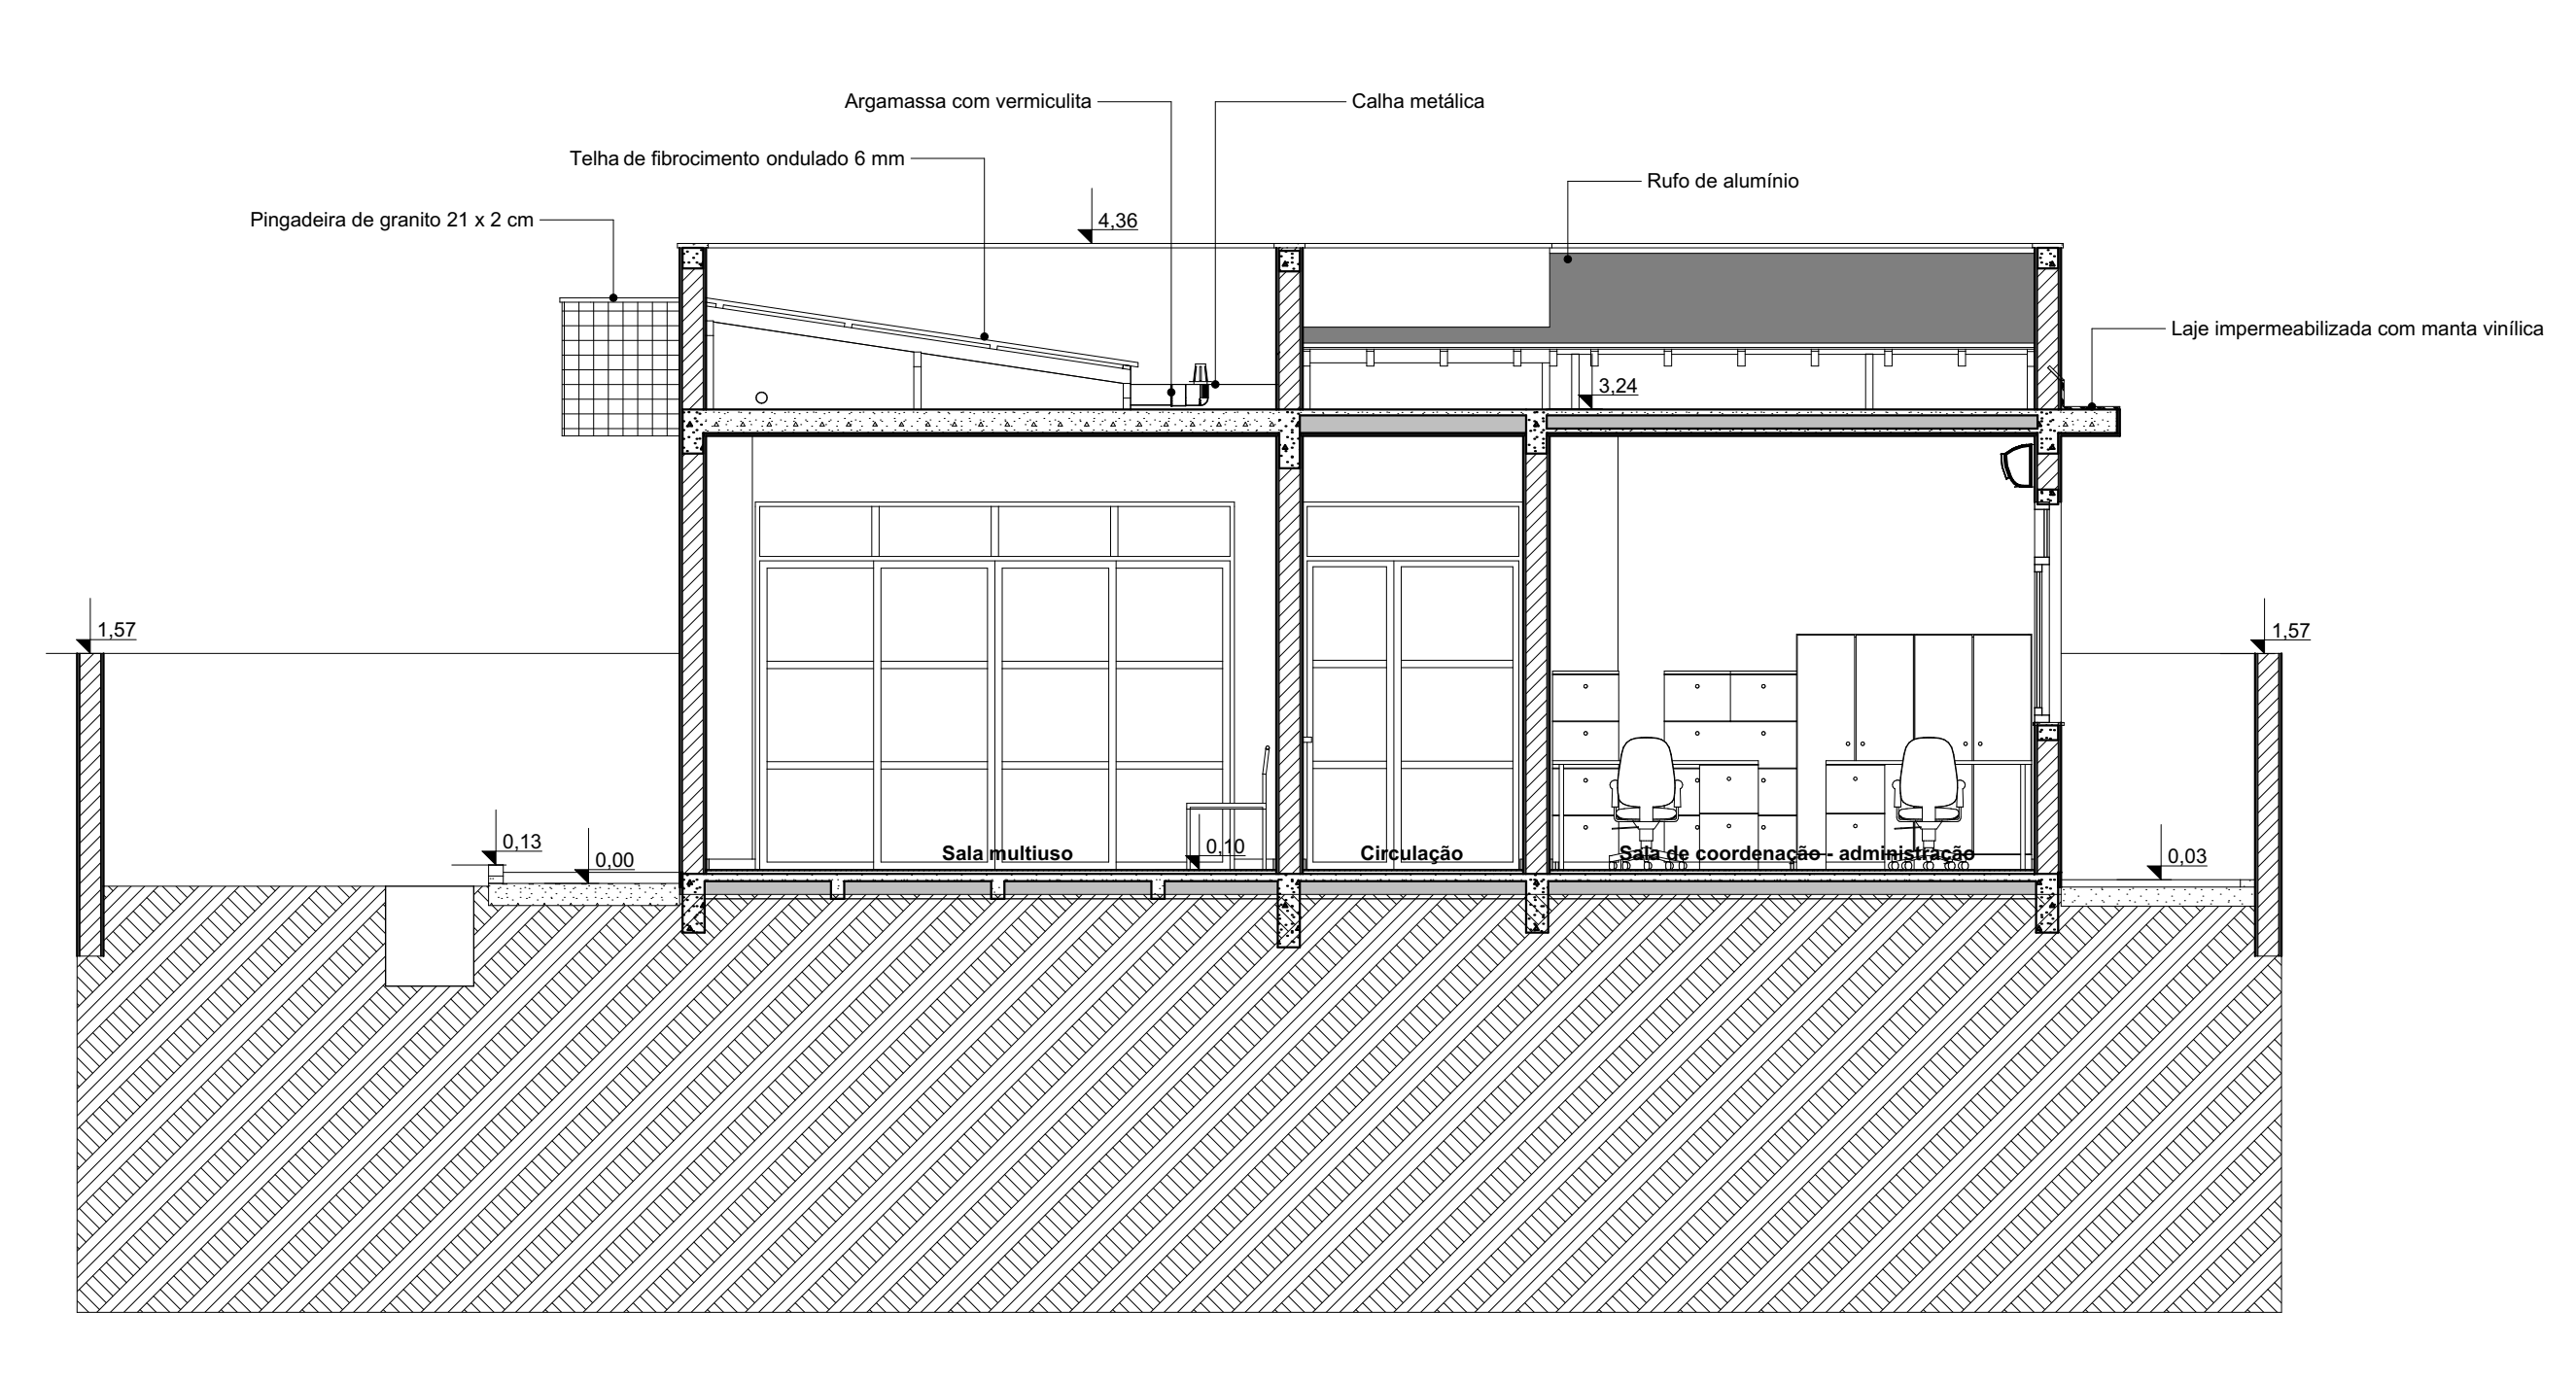 Argamassa com vermiculita
Calha metálica
Telha de fibrocimento ondulado 6 mm
Rufo de alumínio
Pingadeira de granito 21 x 2 cm
4,36
Laje impermeabilizada com manta vinílica
3,24
1,57
1,57
0,13
0,00
Sala multiuso
0,10
Circulação
Sala de coordenação - administração
0,03